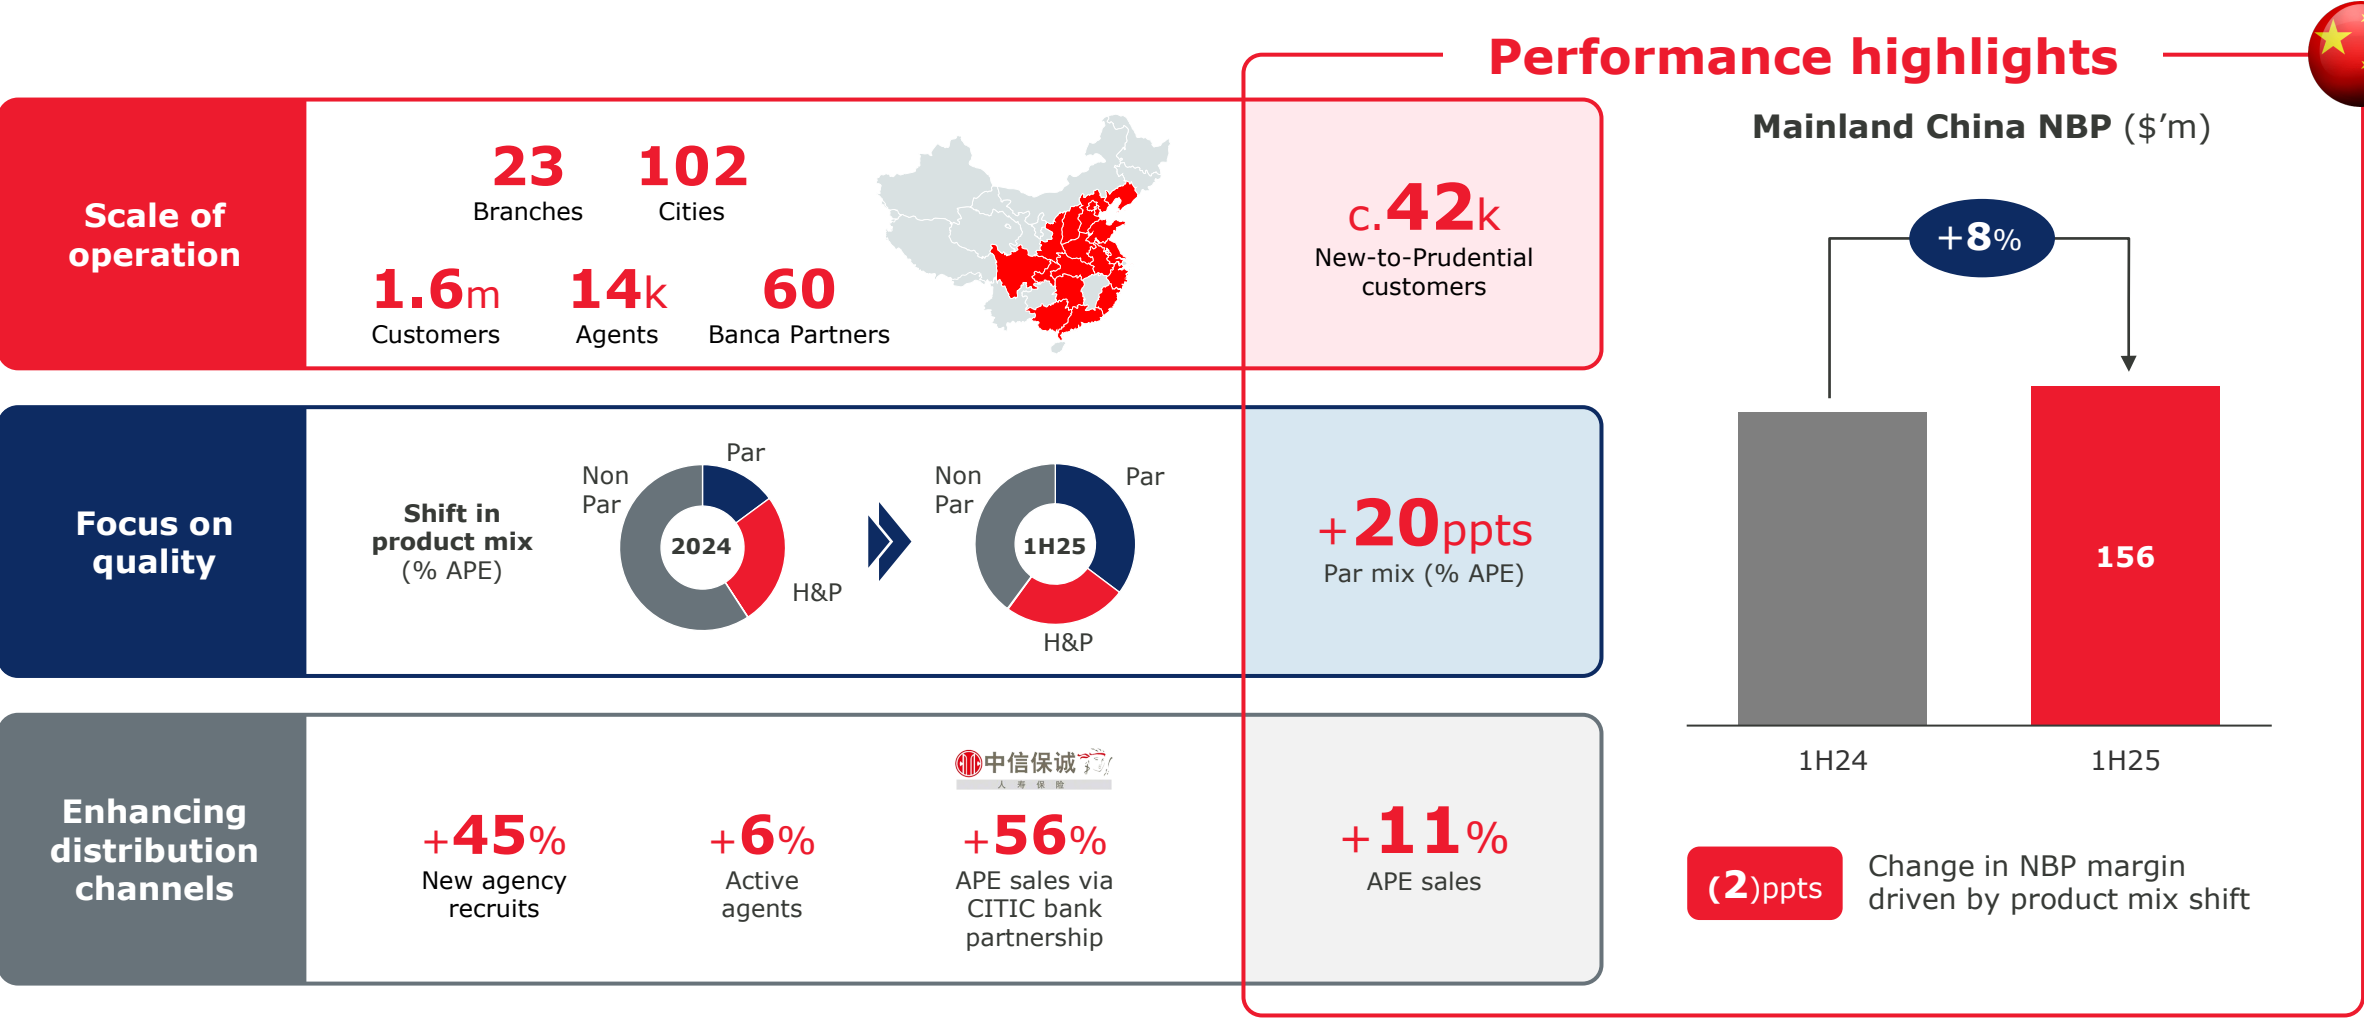 Performance highlights
Scale of
operation
23
Branches
102
Cities
1.6m
Customers
14k
Agents
60
Banca Partners
c.42k
New-to-Prudential
customers
Focus on
quality
Shift in
product mix
(% APE)
Non
Par
Par
2024
H&P
Non
Par
Par
1H25
H&P
+20ppts
Par mix (% APE)
Enhancing
distribution
channels
+45%
New agency
recruits
+6%
Active
agents
中信保诚
人寿保险
+56%
APE sales via
CITIC bank
partnership
+11%
APE sales
Mainland China NBP ($’m)
+8%
156
1H24
1H25
(2)ppts
Change in NBP margin
driven by product mix shift